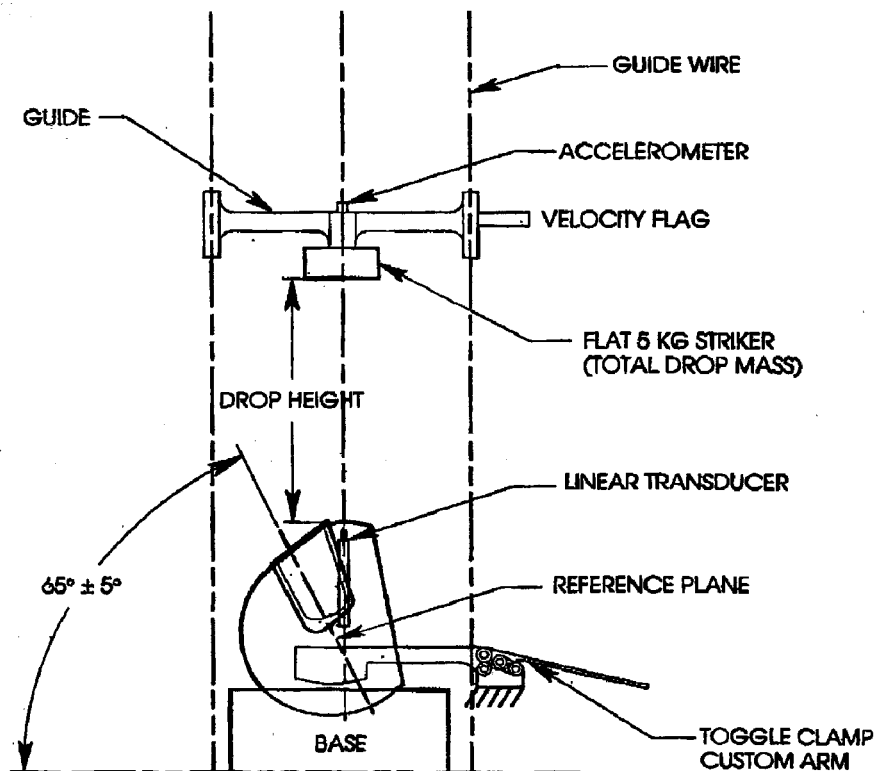 GUIDE WIRE
GUIDE
ACCELEROMETER
VELOCITY FLAG
FLAT 5 KG STRIKER
(TOTAL DROP MASS)
DROP HEIGHT
LINEAR TRANSDUCER
65° ± 5°
REFERENCE PLANE
BASE
TOGGLE CLAMP
CUSTOM ARM